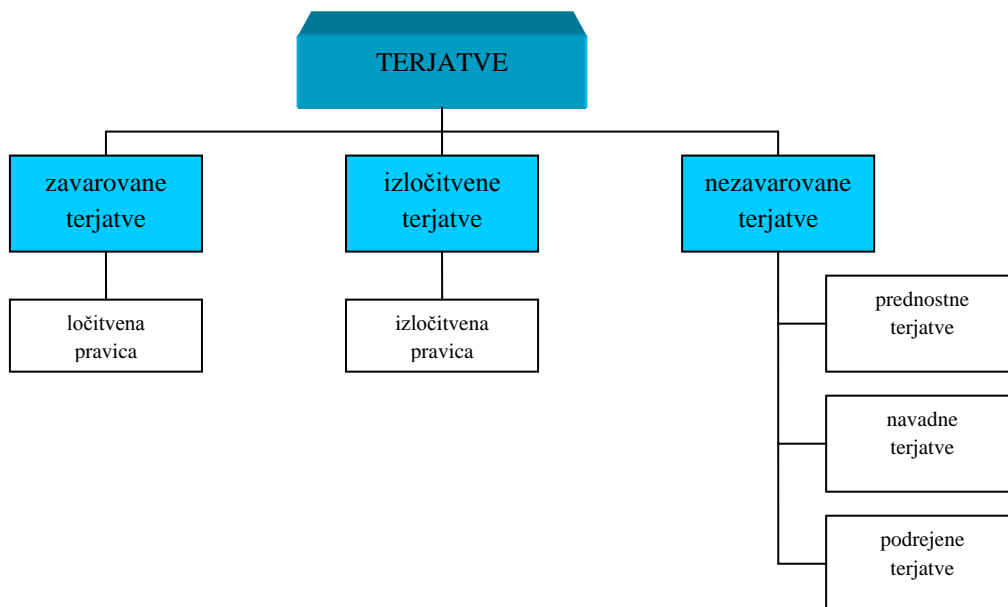 TERJATVE
zavarovane
terjatve
izločitvene
terjatve
nezavarovane
terjatve
ločitvena
pravica
izločitvena
pravica
prednostne
terjatve
navadne
terjatve
podrejene
terjatve